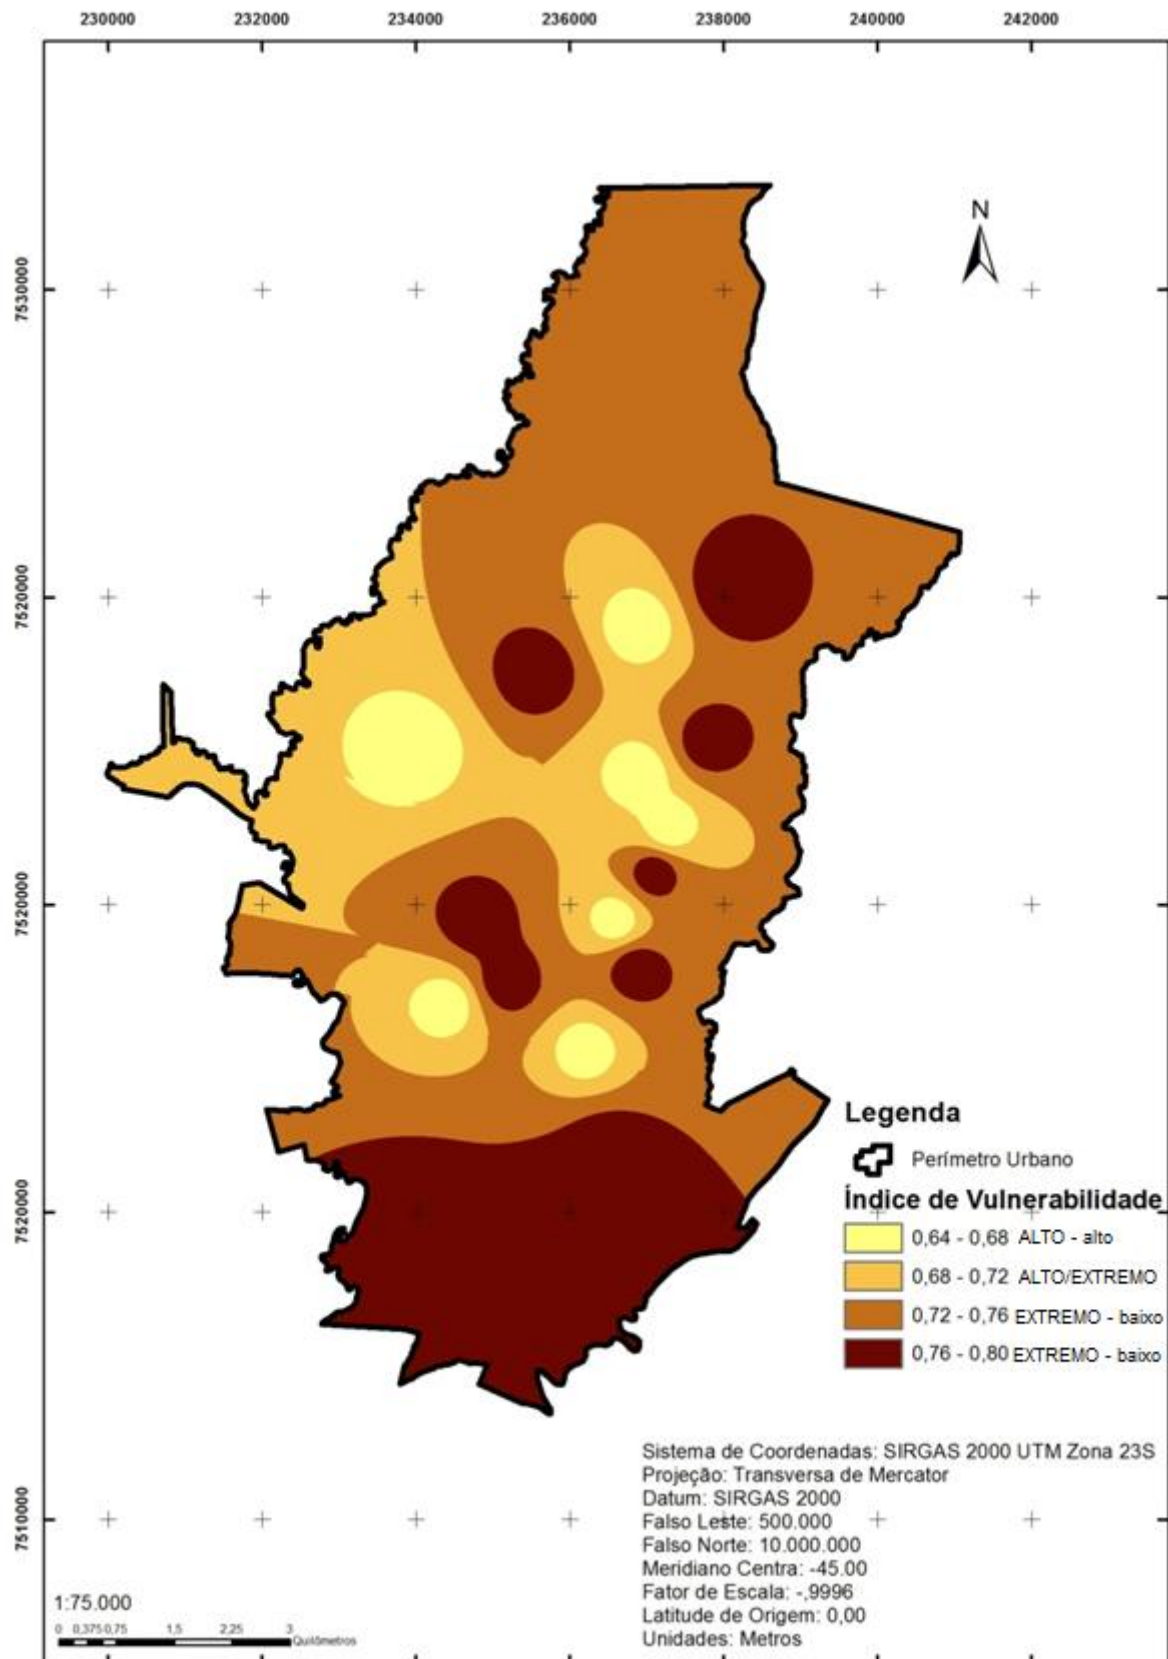 230000 232000 234000 236000 238000 240000 242000
N
7530000
7520000
7520000
7520000
7510000
Legenda
Perímetro Urbano
Índice de Vulnerabilidade
0,64 - 0,68 ALTO - alto
0,68 - 0,72 ALTO/EXTREMO
0,72 - 0,76 EXTREMO - baixo
0,76 - 0,80 EXTREMO - baixo
Sistema de Coordenadas: SIRGAS 2000 UTM Zona 23S
Projeção: Transversa de Mercator
Datum: SIRGAS 2000
Falso Leste: 500.000
Falso Norte: 10.000.000
Meridiano Centra: -45.00
Fator de Escala: -,9996
Latitude de Origem: 0,00
Unidades: Metros
1:75.000
0 0,375 0,75 1,5 2,25 3
Quilômetros